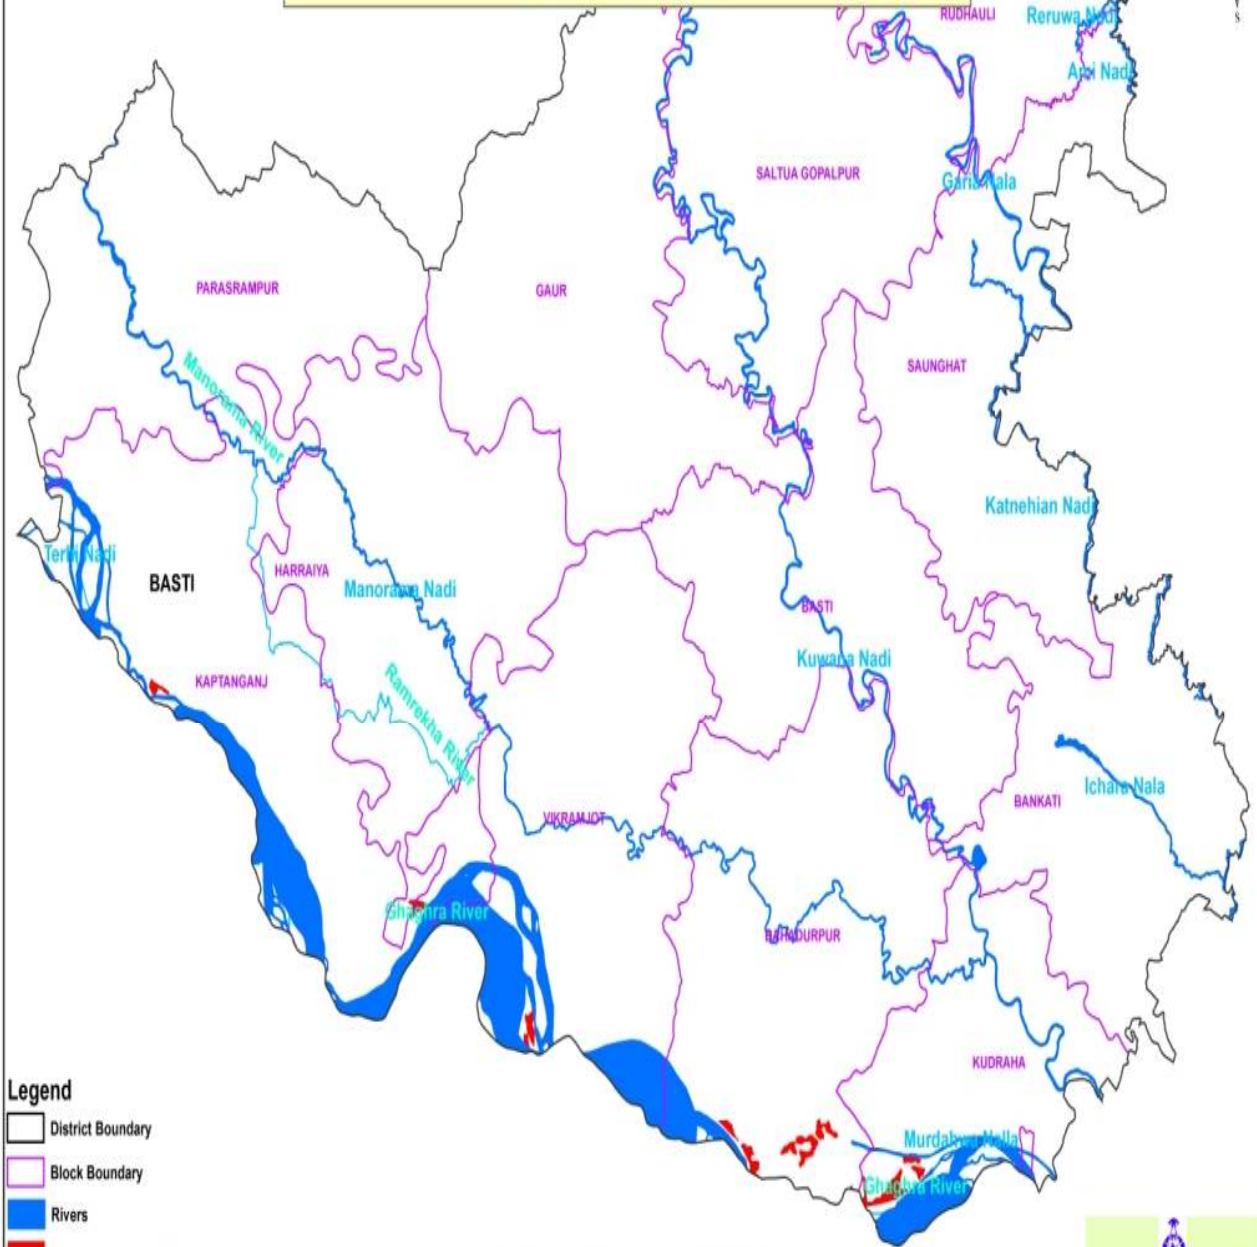 RUDHAULI
Reruwa Nadi
S
Ami Nadi
SALTUA GOPALPUR
Garia Nala
PARASRAMPUR
GAUR
SAUNGHAT
Manorama River
Katnehian Nadi
Terhi Nadi
BASTI
HARRAIYA
Manorama Nadi
BASTI
Kuwana Nadi
KAPTANGANJ
Ramrekha River
Ichara Nala
BANKATI
VIKRAMJOT
Ghaghra River
BAHADURPUR
KUDRAHA
Legend
District Boundary
Murdahwa Nalla
Block Boundary
Ghaghra River
Rivers